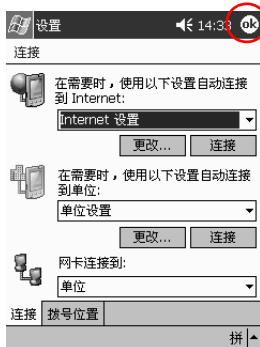 设置 14:33 ok
连接
在需要时，使用以下设置自动连接
到 Internet:
Internet 设置
更改... 连接
在需要时，使用以下设置自动连接
到单位:
单位设置
更改... 连接
网卡连接到:
单位
连接 拨号位置
拼